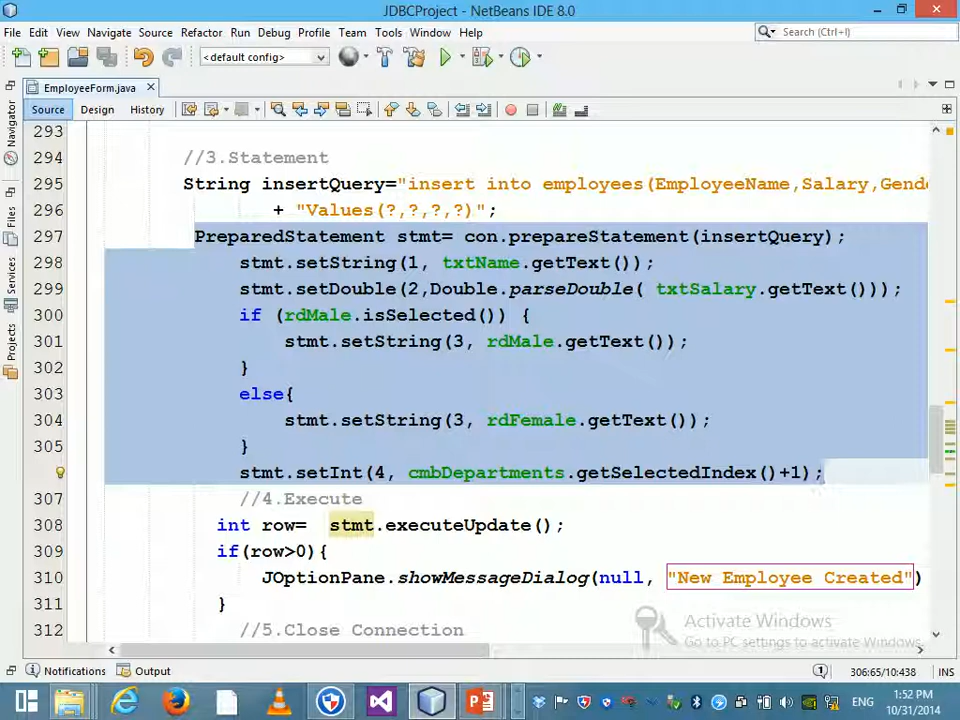 JDBCProject - NetBeans IDE 8.0
File Edit View Navigate Source Refactor Run Debug Profile Team Tools Window Help
Search (Ctrl+I)
<default config>
EmployeeForm.java
Source Design History
Navigator
Files
Services
Projects
293
294 //3.Statement
295 String insertQuery="insert into employees(EmployeeName,Salary,Gend
296 + "Values(?,?,?,?)";
297 PreparedStatement stmt= con.prepareStatement(insertQuery);
298 stmt.setString(1, txtName.getText());
299 stmt.setDouble(2,Double.parseDouble( txtSalary.getText()));
300 if (rdMale.isSelected()) {
301 stmt.setString(3, rdMale.getText());
302 }
303 else{
304 stmt.setString(3, rdFemale.getText());
305 }
stmt.setInt(4, cmbDepartments.getSelectedIndex()+1);
307 //4.Execute
308 int row= stmt.executeUpdate();
309 if(row>0){
310 JOptionPane.showMessageDialog(null, "New Employee Created")
311 }
312 //5.Close Connection
Activate Windows
Go to PC settings to activate Windows.
Notifications Output
306:65/10:438 INS
ENG
1:52 PM
10/31/2014